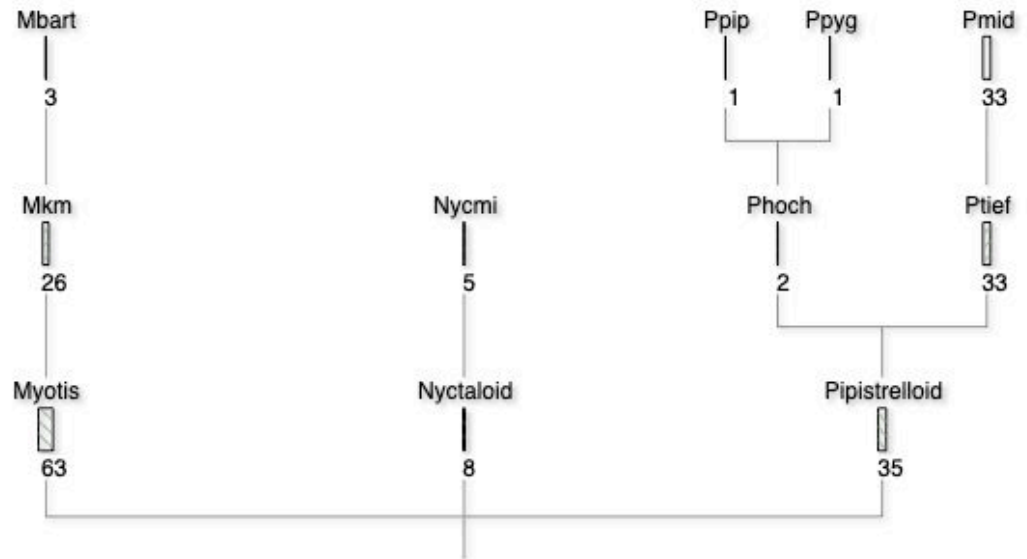 Mbart Ppip Ppyg Pmid
3 1 1 33
Mkm Nycmi Phoch Ptief
26 5 2 33
Myotis Nyctaloid Pipistrelloid
63 8 35